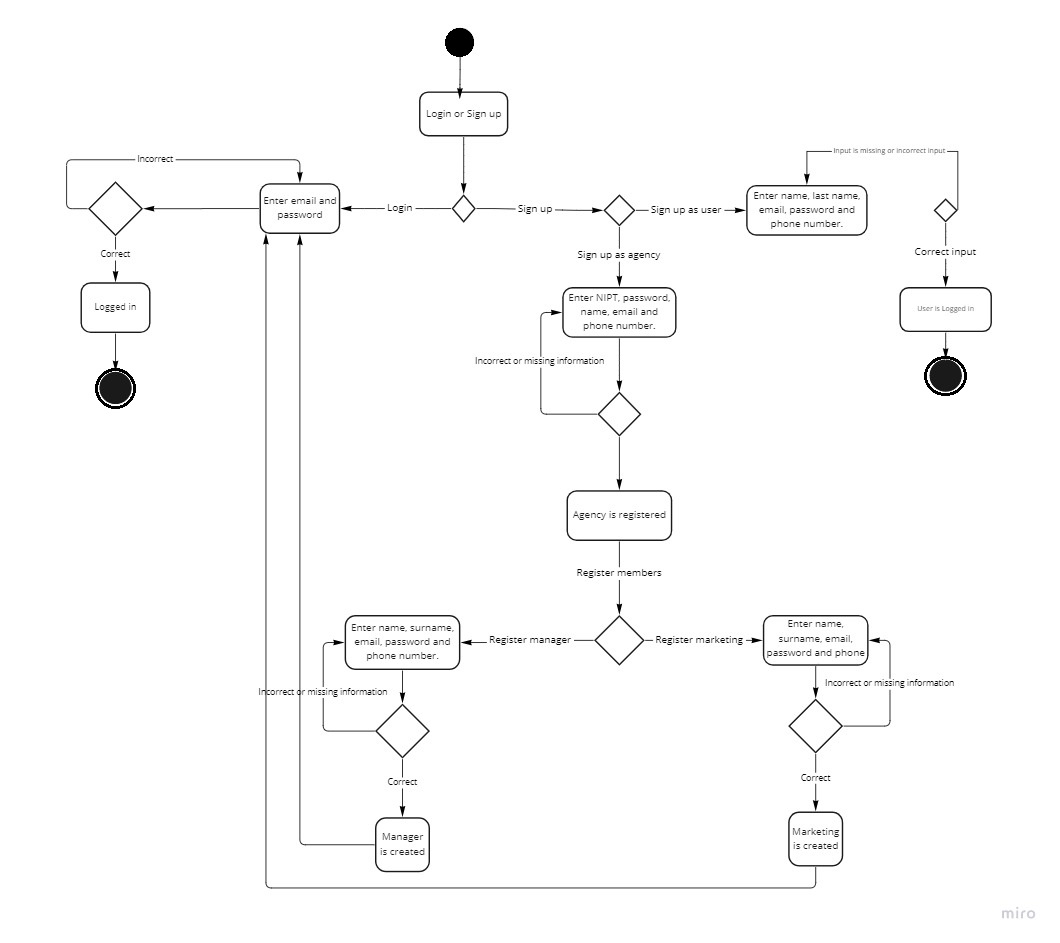 Login or Sign up
Incorrect
Input is missing or incorrect input
Enter email and
password
Login
Sign up
Sign up as user
Enter name, last name,
email, password and
phone number.
Correct
Sign up as agency
Correct input
Logged in
Enter NIPT, password,
name, email and
phone number.
User is Logged in
Incorrect or missing information
Agency is registered
Register members
Enter name, surname,
email, password and
phone number.
Register manager
Register marketing
Enter name,
surname, email,
password and phone
Incorrect or missing information
Incorrect or missing information
Correct
Correct
Manager
is created
Marketing
is created
miro